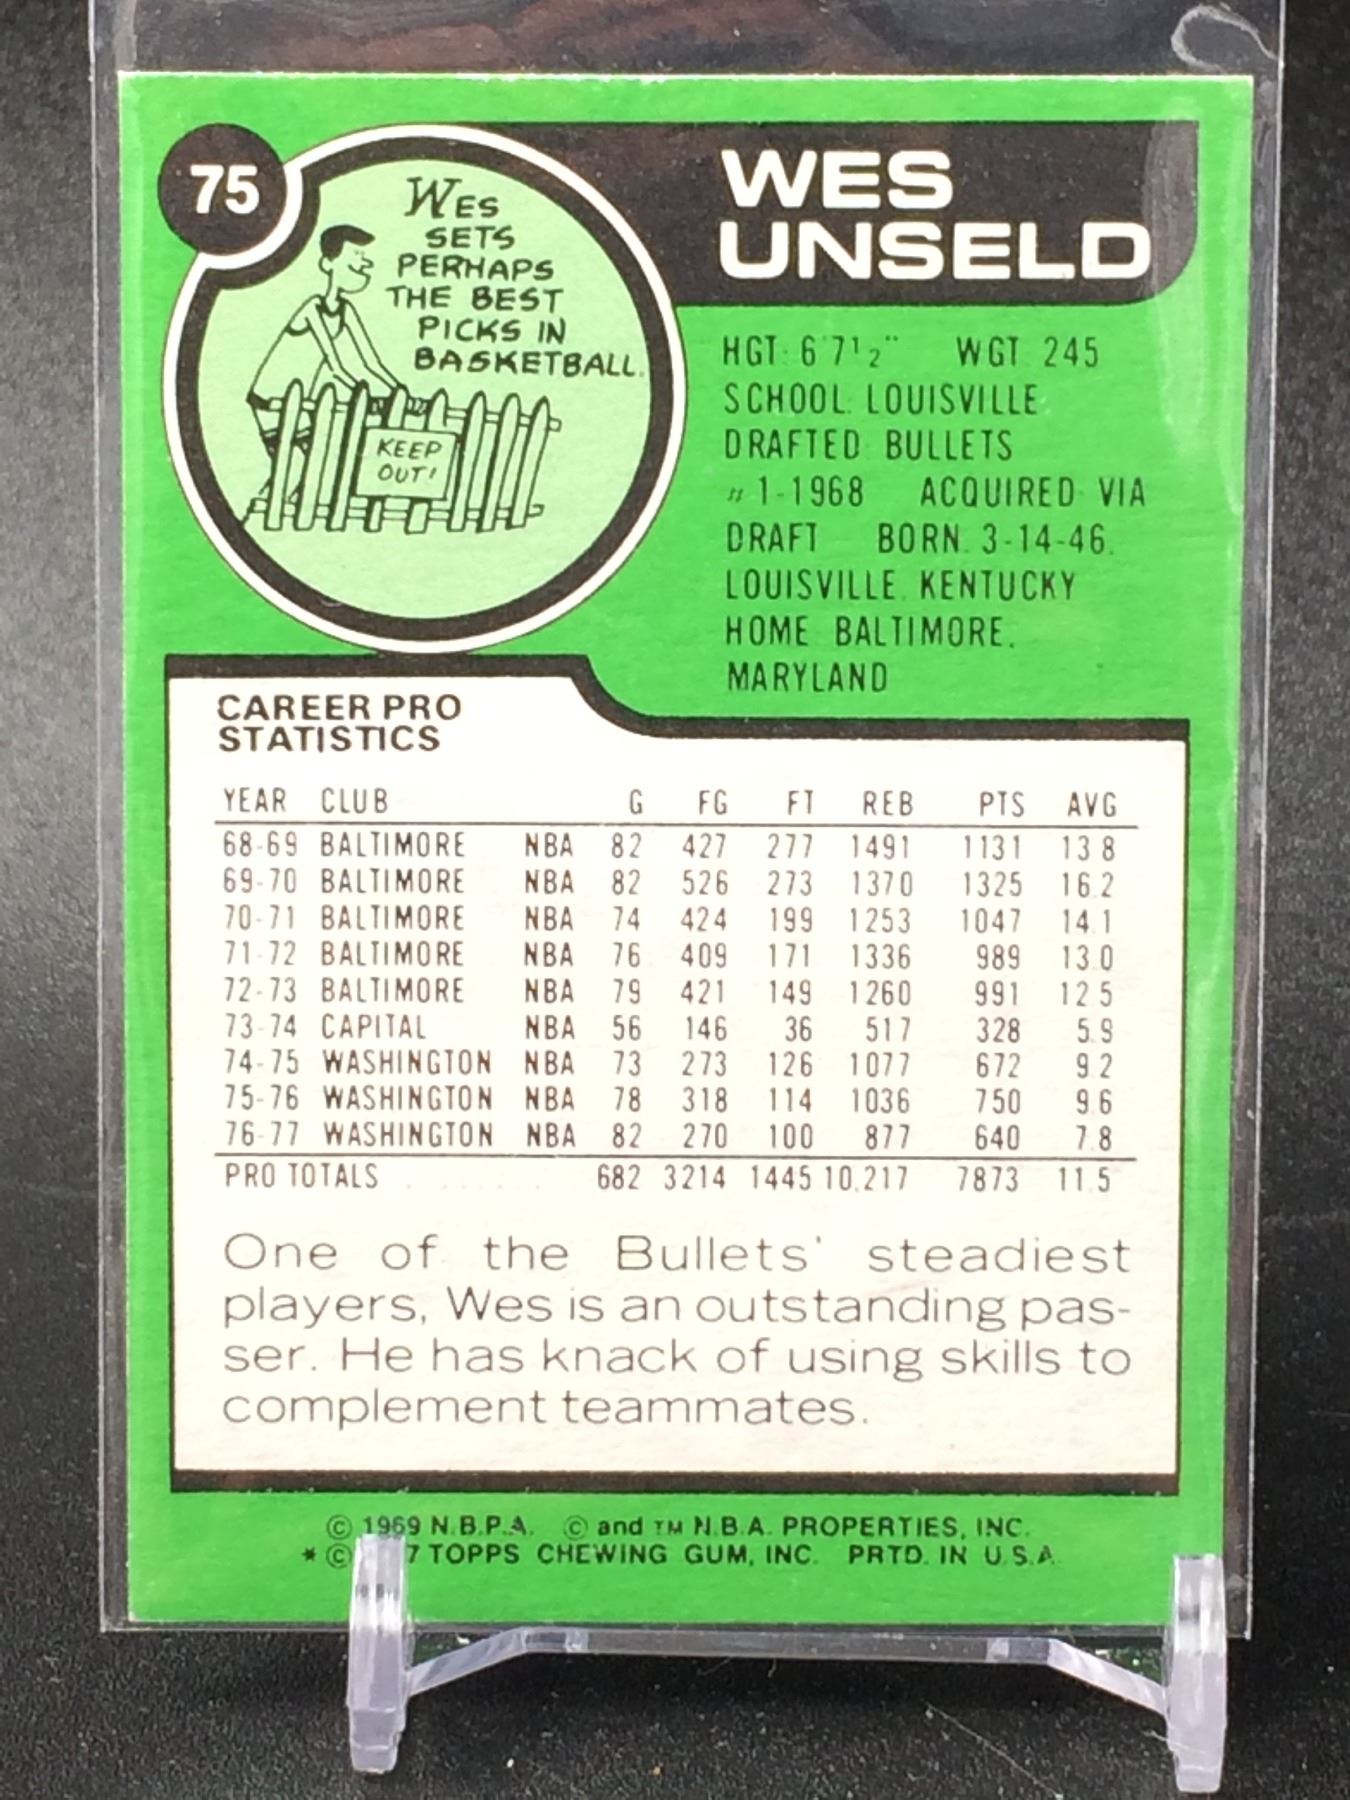 75
WES
SETS
PERHAPS
THE BEST
PICKS IN
BASKETBALL.
KEEP
OUT!
WES
UNSELD
HGT: 6'7 1/2" WGT: 245
SCHOOL: LOUISVILLE
DRAFTED: BULLETS
#1-1968 ACQUIRED: VIA
DRAFT BORN: 3-14-46,
LOUISVILLE, KENTUCKY
HOME: BALTIMORE,
MARYLAND
CAREER PRO
STATISTICS
YEAR CLUB G FG FT REB PTS AVG
68-69 BALTIMORE NBA 82 427 277 1491 1131 13.8
69-70 BALTIMORE NBA 82 526 273 1370 1325 16.2
70-71 BALTIMORE NBA 74 424 199 1253 1047 14.1
71-72 BALTIMORE NBA 76 409 171 1336 989 13.0
72-73 BALTIMORE NBA 79 421 149 1260 991 12.5
73-74 CAPITAL NBA 56 146 36 517 328 5.9
74-75 WASHINGTON NBA 73 273 126 1077 672 9.2
75-76 WASHINGTON NBA 78 318 114 1036 750 9.6
76-77 WASHINGTON NBA 82 270 100 877 640 7.8
PRO TOTALS . . . . . . . . 682 3214 1445 10,217 7873 11.5
One of the Bullets' steadiest
players, Wes is an outstanding pas-
ser. He has knack of using skills to
complement teammates.
© 1969 N.B.P.A. © and TM N.B.A. PROPERTIES, INC.
* © 7 TOPPS CHEWING GUM, INC. PRTD. IN U.S.A.